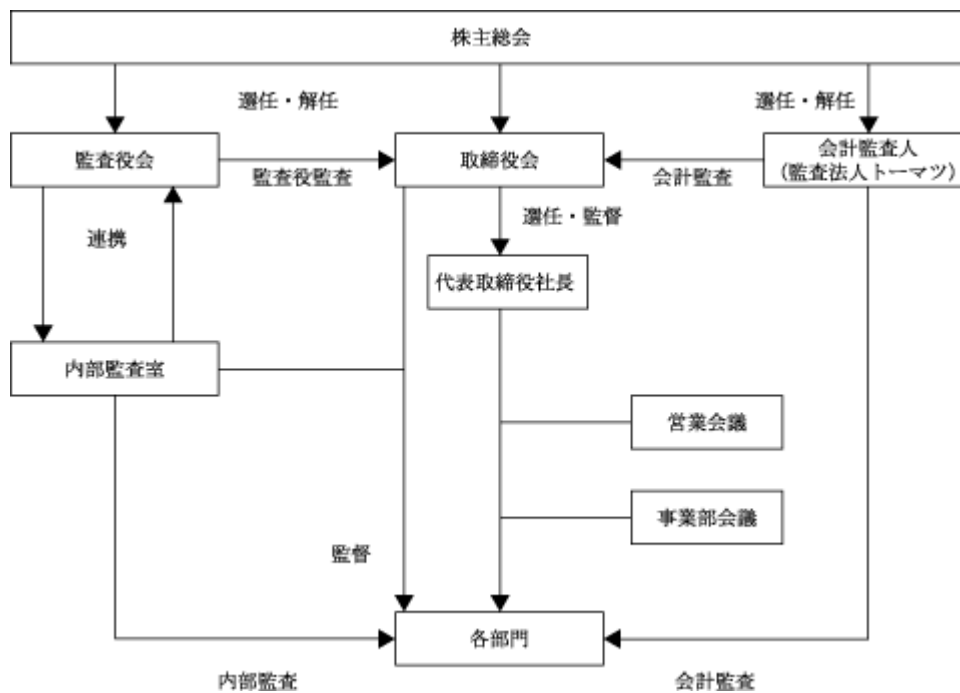 株主総会
選任・解任
選任・解任
監査役会
取締役会
会計監査人
（監査法人トーマツ）
監査役監査
会計監査
選任・監督
連携
代表取締役社長
内部監査室
営業会議
事業部会議
監督
各部門
内部監査
会計監査